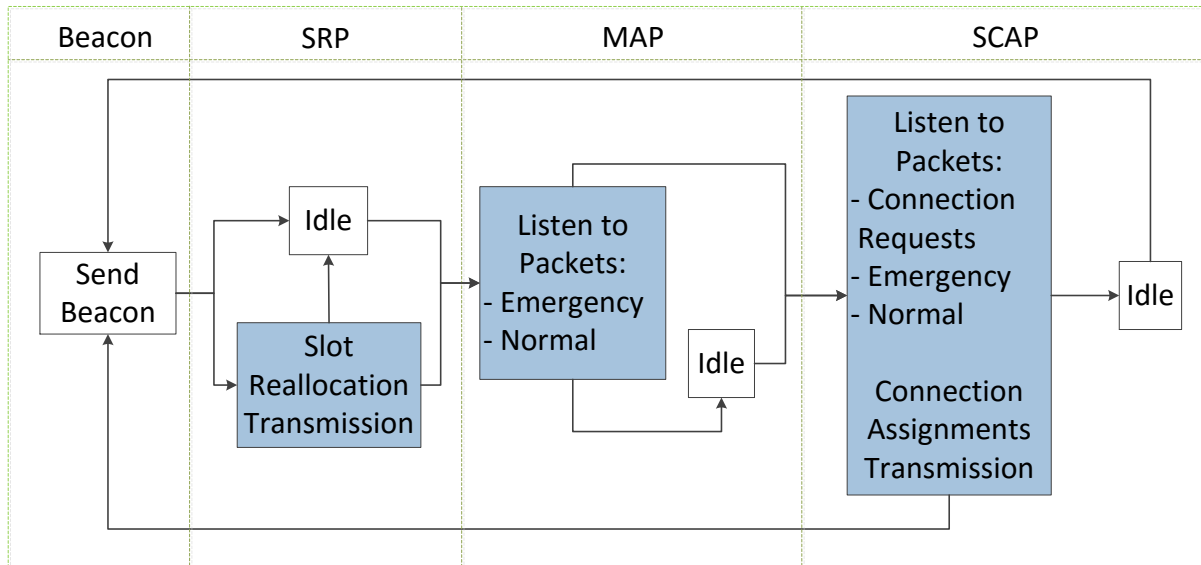 Beacon
SRP
MAP
SCAP
Send
Beacon
Idle
Slot
Reallocation
Transmission
Listen to
Packets:
- Emergency
- Normal
Idle
Listen to
Packets:
- Connection
Requests
- Emergency
- Normal
Connection
Assignments
Transmission
Idle